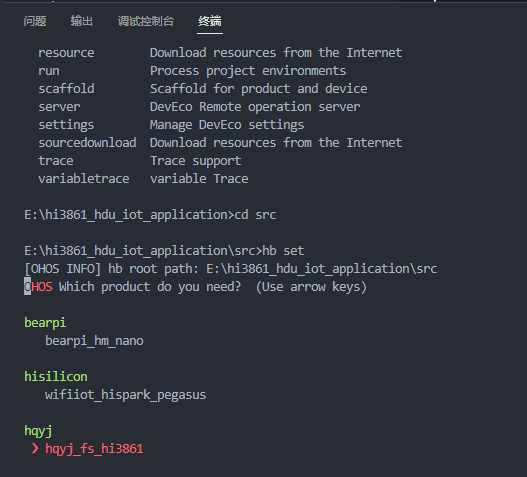 问题 输出 调试控制台 终端
resource Download resources from the Internet
run Process project environments
scaffold Scaffold for product and device
server DevEco Remote operation server
settings Manage DevEco settings
sourcedownload Download resources from the Internet
trace Trace support
variabletrace variable Trace
E:\hi3861_hdu_iot_application>cd src
E:\hi3861_hdu_iot_application\src>hb set
[OHOS INFO] hb root path: E:\hi3861_hdu_iot_application\src
OHOS Which product do you need? (Use arrow keys)
bearpi
bearpi_hm_nano
hisilicon
wifiiot_hispark_pegasus
hqyj
❯ hqyj_fs_hi3861